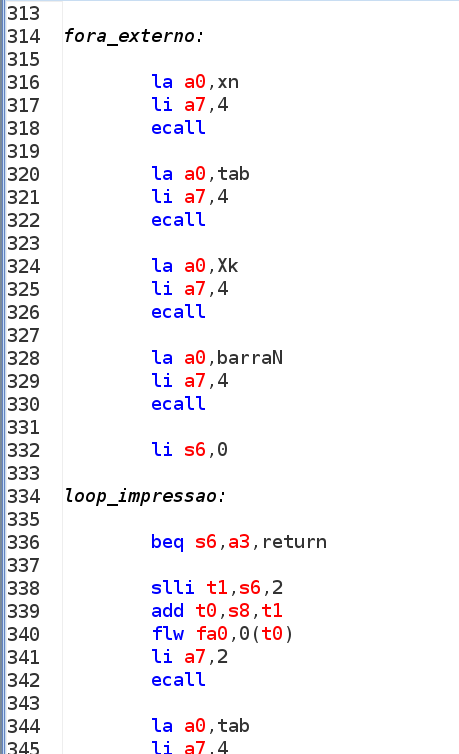 313
314 fora_externo:
315
316 la a0,xn
317 li a7,4
318 ecall
319
320 la a0,tab
321 li a7,4
322 ecall
323
324 la a0,Xk
325 li a7,4
326 ecall
327
328 la a0,barraN
329 li a7,4
330 ecall
331
332 li s6,0
333
334 loop_impressao:
335
336 beq s6,a3,return
337
338 slli t1,s6,2
339 add t0,s8,t1
340 flw fa0,0(t0)
341 li a7,2
342 ecall
343
344 la a0,tab
345 li a7,4